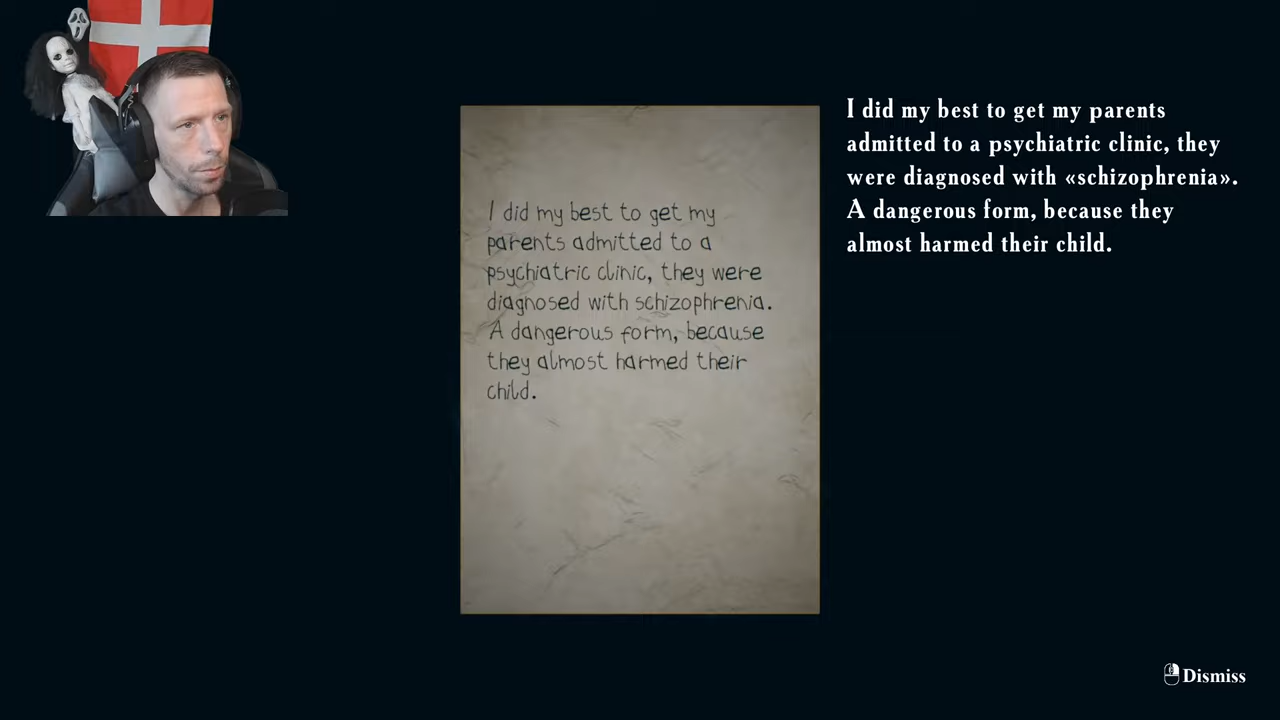 I did my best to get my
parents admitted to a
psychiatric clinic, they were
diagnosed with schizophrenia.
A dangerous form, because
they almost harmed their
child.
I did my best to get my parents
admitted to a psychiatric clinic, they
were diagnosed with «schizophrenia».
A dangerous form, because they
almost harmed their child.
Dismiss